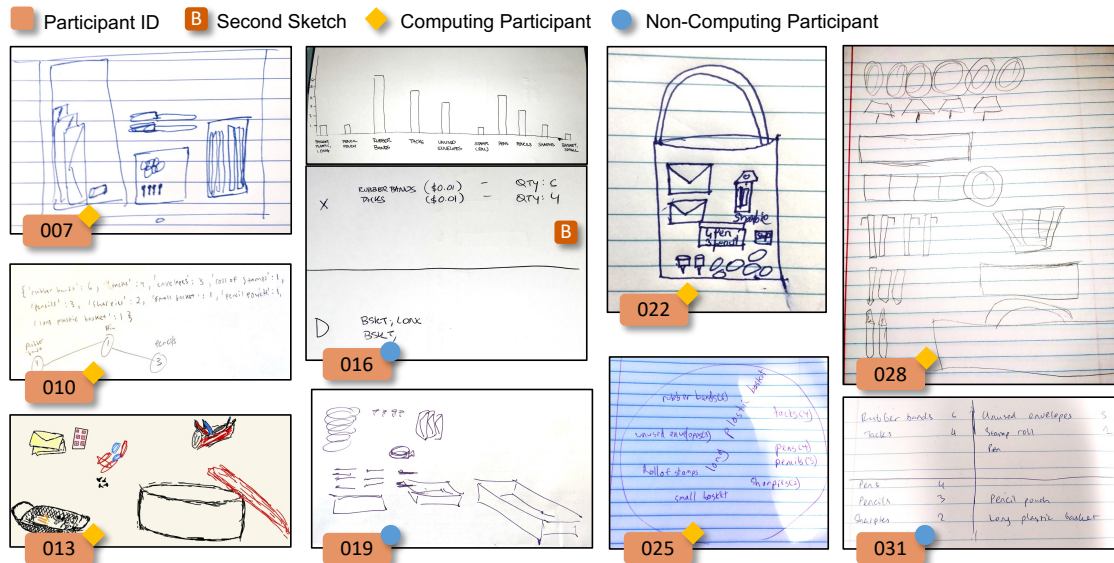 Participant ID
B Second Sketch
Computing Participant
Non-Computing Participant
007
RUBBER BANDS
TACKS
UNUSED ENVELOPES
PENS
X RUBBER BANDS ($0.01) - QTY: 6
TACKS ($0.01) - QTY: 4
B
D BSKT, LONG
BSKT,
016
4 Pen
3 pencil
022
028
{'rubber bands': 6, 'tacks': 4, 'envelopes': 3, 'roll of stamps': 1,
'pencils': 3, 'sharpies': 2, 'small basket': 1, 'pencil pouch': 1,
'long plastic basket': 1}
1
3
pencils
010
013
019
rubber bands(6)
long plastic basket
tacks(4)
unused envelopes(3)
pens(4)
pencils(3)
Roll of stamps
Sharpies(2)
small basket
025
Rubber bands 6 Unused envelopes
Tacks 4 Stamp roll
Pen
Pens 4
Pencils 3 Pencil pouch
Sharpies 2 Long plastic basket
031